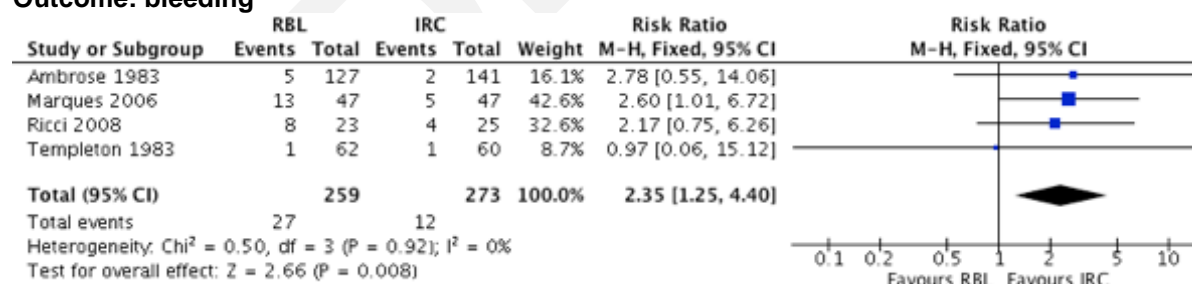 Outcome: bleeding
RBL IRC Risk Ratio Risk Ratio
Study or Subgroup Events Total Events Total Weight M-H, Fixed, 95% CI M-H, Fixed, 95% CI
Ambrose 1983 5 127 2 141 16.1% 2.78 [0.55, 14.06]
Marques 2006 13 47 5 47 42.6% 2.60 [1.01, 6.72]
Ricci 2008 8 23 4 25 32.6% 2.17 [0.75, 6.26]
Templeton 1983 1 62 1 60 8.7% 0.97 [0.06, 15.12]
Total (95% CI) 259 273 100.0% 2.35 [1.25, 4.40]
Total events 27 12
Heterogeneity: Chi² = 0.50, df = 3 (P = 0.92); I² = 0%
Test for overall effect: Z = 2.66 (P = 0.008)
0.1 0.2 0.5 1 2 5 10
Favours RBL Favours IRC